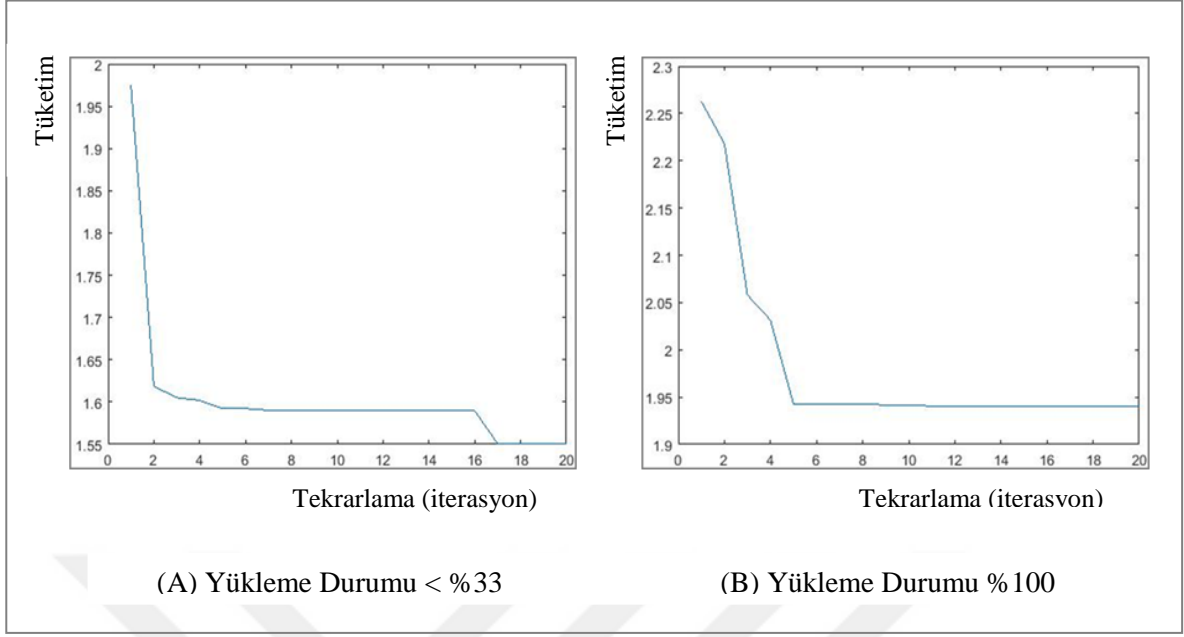 Tüketim
2
1.95
1.9
1.85
1.8
1.75
1.7
1.65
1.6
1.55
0 2 4 6 8 10 12 14 16 18 20
Tekrarlama (iterasyon)
(A) Yükleme Durumu < %33
Tüketim
2.3
2.25
2.2
2.15
2.1
2.05
2
1.95
1.9
0 2 4 6 8 10 12 14 16 18 20
Tekrarlama (iterasyon)
(B) Yükleme Durumu %100